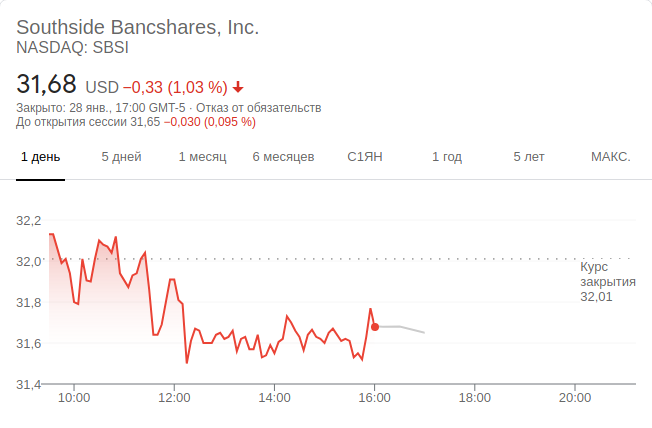 Southside Bancshares, Inc.
NASDAQ: SBSI
31,68 USD −0,33 (1,03 %)
Закрыто: 28 янв., 17:00 GMT-5 · Отказ от обязательств
До открытия сессии 31,65 −0,030 (0,095 %)
1 день 5 дней 1 месяц 6 месяцев С1ЯН 1 год 5 лет МАКС.
32,2
32,0
Курс
закрытия
32,01
31,8
31,6
31,4
10:00 12:00 14:00 16:00 18:00 20:00